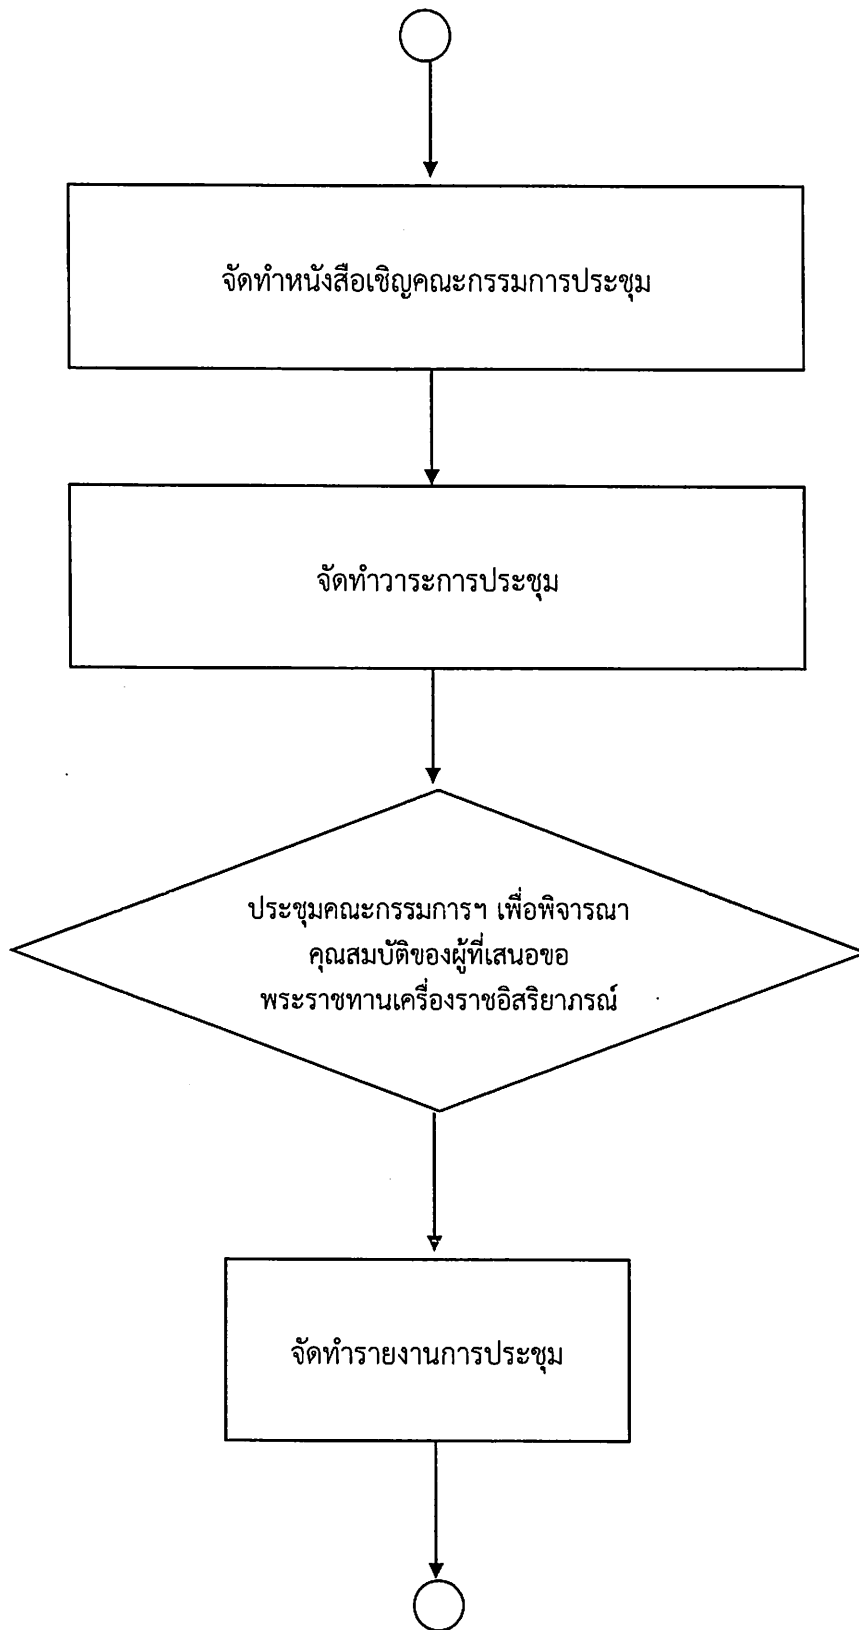 จัดทำหนังสือเชิญคณะกรรมการประชุม
จัดทำวาระการประชุม
ประชุมคณะกรรมการฯ เพื่อพิจารณา
คุณสมบัติของผู้ที่เสนอขอ
พระราชทานเครื่องราชอิสริยาภรณ์
จัดทำรายงานการประชุม